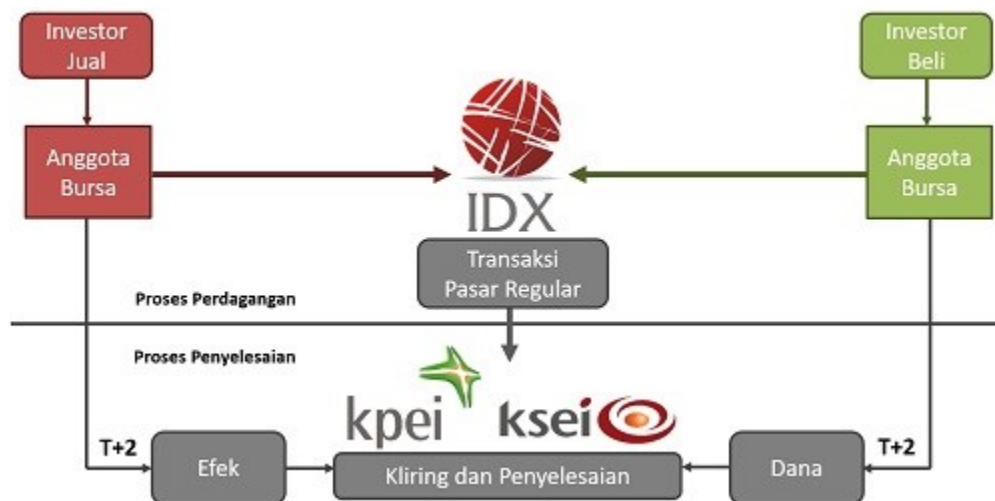 Investor
Jual
Investor
Beli
Anggota
Bursa
Anggota
Bursa
IDX
Transaksi
Pasar Regular
Proses Perdagangan
Proses Penyelesaian
kpei
ksei
T+2
T+2
Efek
Kliring dan Penyelesaian
Dana